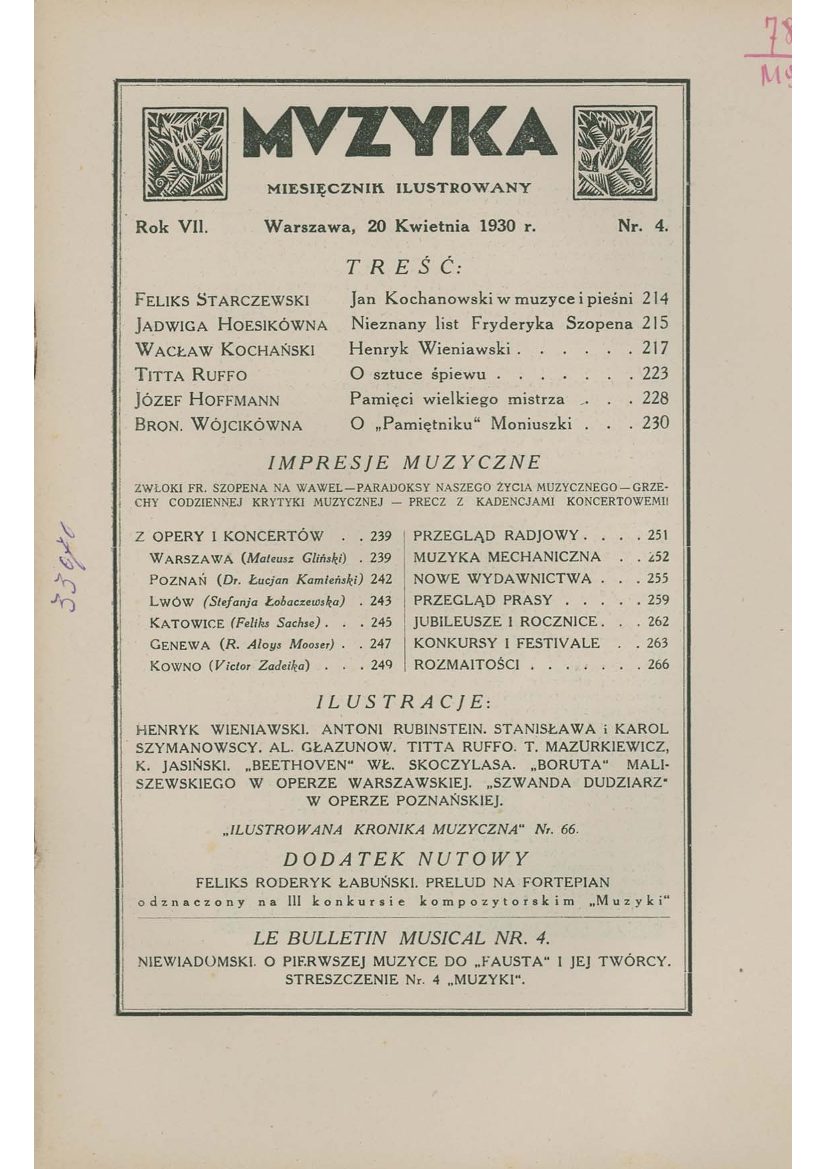 78
M9
MVZYKA
MIESIĘCZNIK ILUSTROWANY
Rok VII. Warszawa, 20 Kwietnia 1930 r. Nr. 4.
TREŚĆ:
FELIKS STARCZEWSKI Jan Kochanowski w muzyce i pieśni 214
JADWIGA HOESIKÓWNA Nieznany list Fryderyka Szopena 215
WACŁAW KOCHAŃSKI Henryk Wieniawski . . . . . . 217
TITTA RUFFO O sztuce śpiewu . . . . . . . 223
JÓZEF HOFFMANN Pamięci wielkiego mistrza . . . 228
BRON. WÓJCIKÓWNA O „Pamiętniku“ Moniuszki . . . 230
IMPRESJE MUZYCZNE
ZWŁOKI FR. SZOPENA NA WAWEL—PARADOKSY NASZEGO ŻYCIA MUZYCZNEGO—GRZE-
CHY CODZIENNEJ KRYTYKI MUZYCZNEJ — PRECZ Z KADENCJAMI KONCERTOWEMI!
Z OPERY I KONCERTÓW . . 239
WARSZAWA (Mateusz Gliński) . 239
POZNAŃ (Dr. Łucjan Kamieński) 242
LWÓW (Stefanja Łobaczewska) . 243
KATOWICE (Feliks Sachse) . . . 245
GENEWA (R. Aloys Mooser) . . 247
KOWNO (Victor Zadeika) . . . 249
PRZEGLĄD RADJOWY . . . . 251
MUZYKA MECHANICZNA . . 252
NOWE WYDAWNICTWA . . . 255
PRZEGLĄD PRASY . . . . . 259
JUBILEUSZE I ROCZNICE . . . 262
KONKURSY I FESTIVALE . . 263
ROZMAITOŚCI . . . . . . . 266
ILUSTRACJE:
HENRYK WIENIAWSKI. ANTONI RUBINSTEIN. STANISŁAWA i KAROL
SZYMANOWSCY. AL. GŁAZUNOW. TITTA RUFFO. T. MAZURKIEWICZ,
K. JASIŃSKI. „BEETHOVEN“ WŁ. SKOCZYLASA. „BORUTA“ MALI-
SZEWSKIEGO W OPERZE WARSZAWSKIEJ. „SZWANDA DUDZIARZ“
W OPERZE POZNAŃSKIEJ.
„ILUSTROWANA KRONIKA MUZYCZNA“ Nr. 66.
DODATEK NUTOWY
FELIKS RODERYK ŁABUŃSKI. PRELUD NA FORTEPIAN
odznaczony na III konkursie kompozytorskim „Muzyki“
LE BULLETIN MUSICAL NR. 4.
NIEWIADOMSKI. O PIERWSZEJ MUZYCE DO „FAUSTA“ I JEJ TWÓRCY.
STRESZCZENIE Nr. 4 „MUZYKI“.